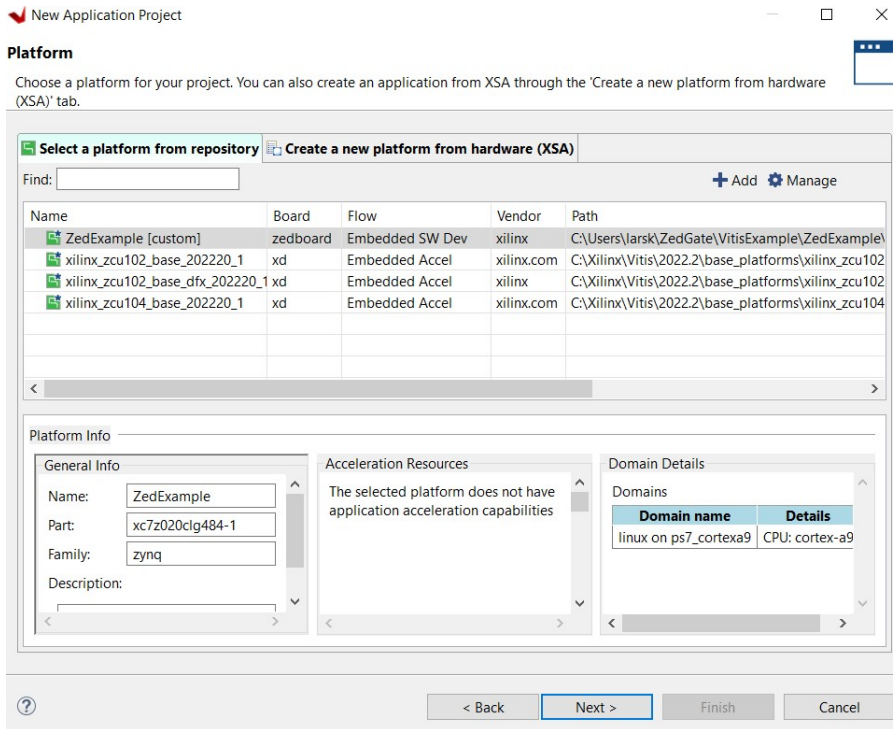 New Application Project
Platform
Choose a platform for your project. You can also create an application from XSA through the 'Create a new platform from hardware
(XSA)' tab.
Select a platform from repository Create a new platform from hardware (XSA)
Find: Add Manage
Name Board Flow Vendor Path
ZedExample [custom] zedboard Embedded SW Dev xilinx C:\Users\larsk\ZedGate\VitisExample\ZedExample\
xilinx_zcu102_base_202220_1 xd Embedded Accel xilinx.com C:\Xilinx\Vitis\2022.2\base_platforms\xilinx_zcu102
xilinx_zcu102_base_dfx_202220_1 xd Embedded Accel xilinx C:\Xilinx\Vitis\2022.2\base_platforms\xilinx_zcu102
xilinx_zcu104_base_202220_1 xd Embedded Accel xilinx.com C:\Xilinx\Vitis\2022.2\base_platforms\xilinx_zcu104
Platform Info
General Info
Name: ZedExample
Part: xc7z020clg484-1
Family: zynq
Description:
Acceleration Resources
The selected platform does not have
application acceleration capabilities
Domain Details
Domains
Domain name Details
linux on ps7_cortexa9 CPU: cortex-a9
? < Back Next > Finish Cancel